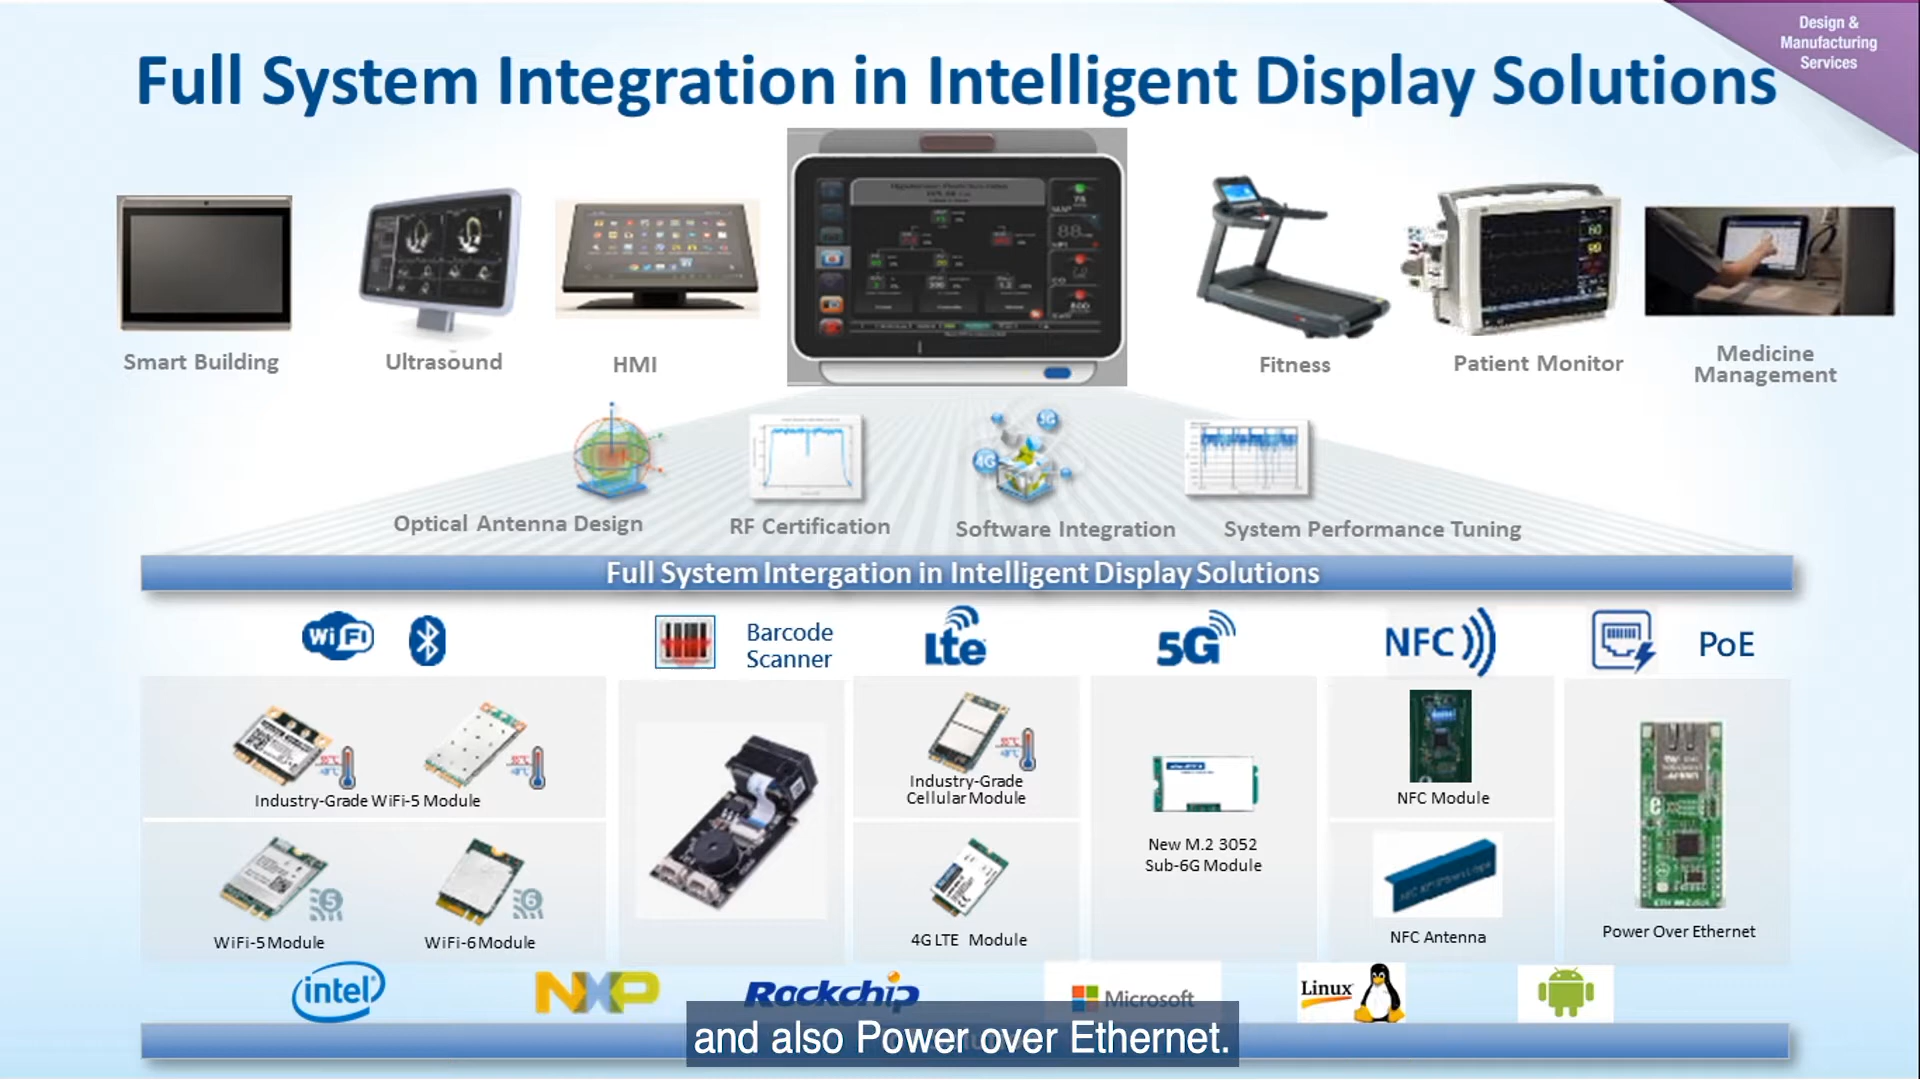 Design &
Manufacturing
Services
Full System Integration in Intelligent Display Solutions
Smart Building
Ultrasound
HMI
Fitness
Patient Monitor
Medicine
Management
5G
4G
Optical Antenna Design
RF Certification
Software Integration
System Performance Tuning
Full System Intergation in Intelligent Display Solutions
WiFi
Barcode
Scanner
Lte
5G
NFC
PoE
Industry-Grade WiFi-5 Module
Industry-Grade
Cellular Module
New M.2 3052
Sub-6G Module
NFC Module
5
6
WiFi-5 Module
WiFi-6 Module
4G LTE Module
NFC Antenna
Power Over Ethernet
intel
NXP
Rockchip
Microsoft
Linux
and also Power over Ethernet.